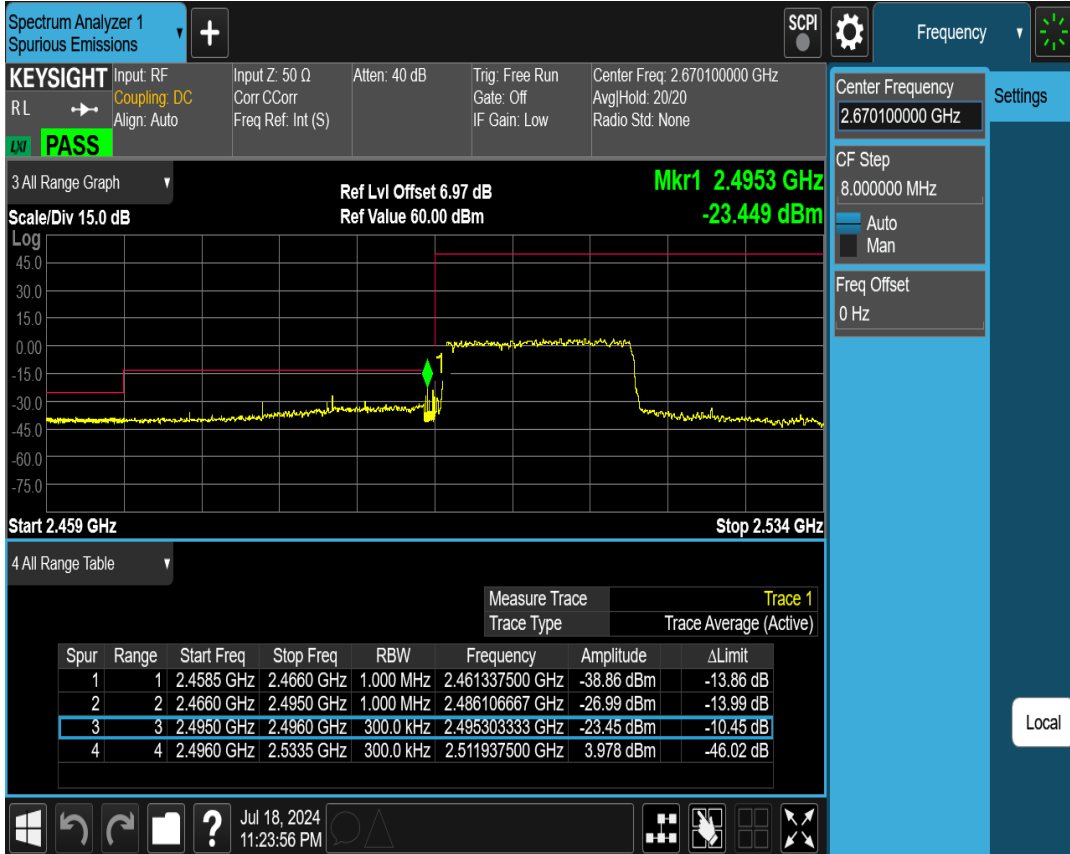 Spectrum Analyzer 1
Spurious Emissions
+
SCPI
Frequency
KEYSIGHT
RL
LXI
PASS
Input: RF
Coupling: DC
Align: Auto
Input Z: 50 Ω
Corr CCorr
Freq Ref: Int (S)
Atten: 40 dB
Trig: Free Run
Gate: Off
IF Gain: Low
Center Freq: 2.670100000 GHz
Avg|Hold: 20/20
Radio Std: None
Center Frequency
2.670100000 GHz
Settings
CF Step
8.000000 MHz
Auto
Man
Freq Offset
0 Hz
Local
3 All Range Graph
Scale/Div 15.0 dB
Ref Lvl Offset 6.97 dB
Ref Value 60.00 dBm
Mkr1 2.4953 GHz
-23.449 dBm
Log
45.0
30.0
15.0
0.00
-15.0
-30.0
-45.0
-60.0
-75.0
1
Start 2.459 GHz Stop 2.534 GHz
4 All Range Table
Measure Trace Trace 1
Trace Type Trace Average (Active)
Spur Range Start Freq Stop Freq RBW Frequency Amplitude ΔLimit
1 1 2.4585 GHz 2.4660 GHz 1.000 MHz 2.461337500 GHz -38.86 dBm -13.86 dB
2 2 2.4660 GHz 2.4950 GHz 1.000 MHz 2.486106667 GHz -26.99 dBm -13.99 dB
3 3 2.4950 GHz 2.4960 GHz 300.0 kHz 2.495303333 GHz -23.45 dBm -10.45 dB
4 4 2.4960 GHz 2.5335 GHz 300.0 kHz 2.511937500 GHz 3.978 dBm -46.02 dB
?
Jul 18, 2024
11:23:56 PM